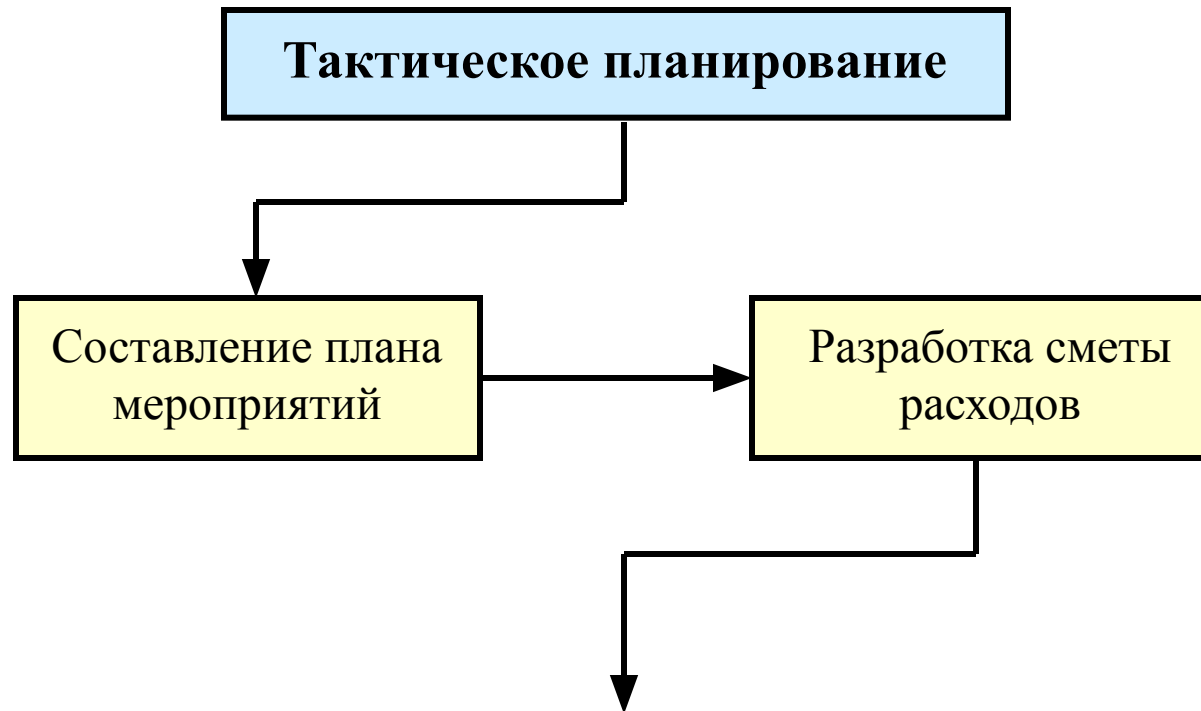 Тактическое планирование
Составление плана
мероприятий
Разработка сметы
расходов